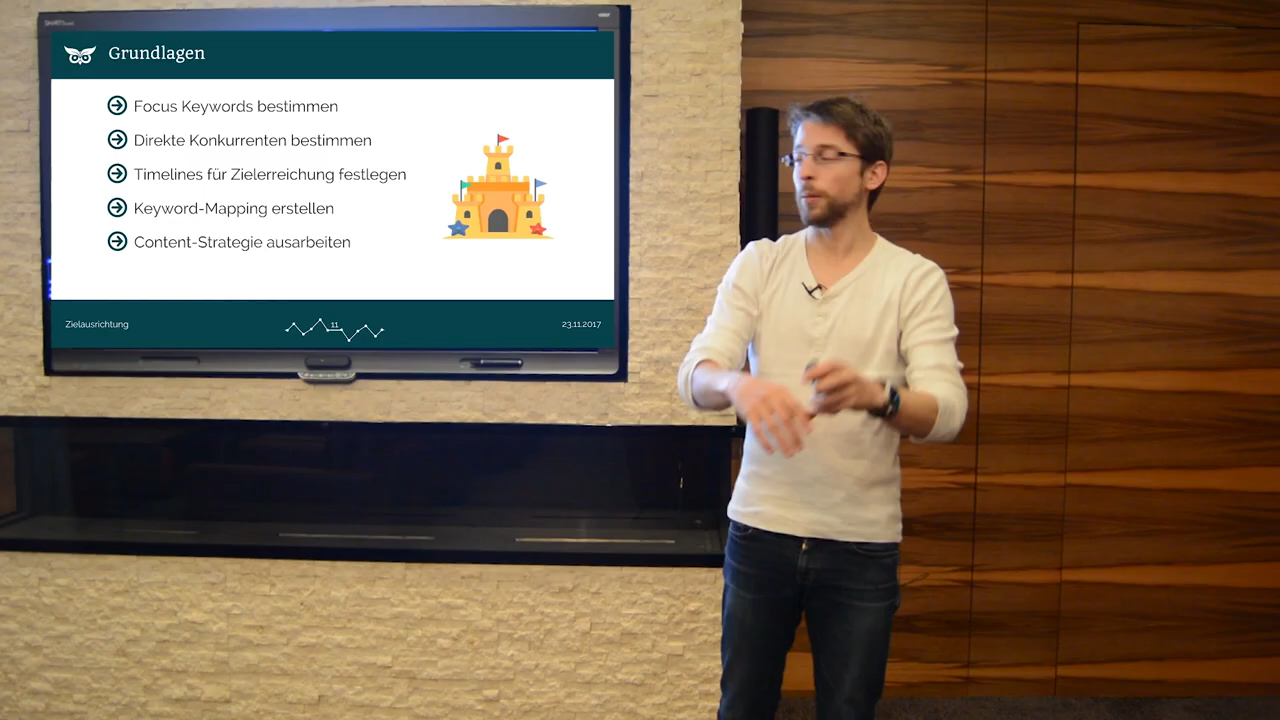 SMART
Grundlagen
Focus Keywords bestimmen
Direkte Konkurrenten bestimmen
Timelines für Zielerreichung festlegen
Keyword-Mapping erstellen
Content-Strategie ausarbeiten
Zielausrichtung
11
23.11.2017